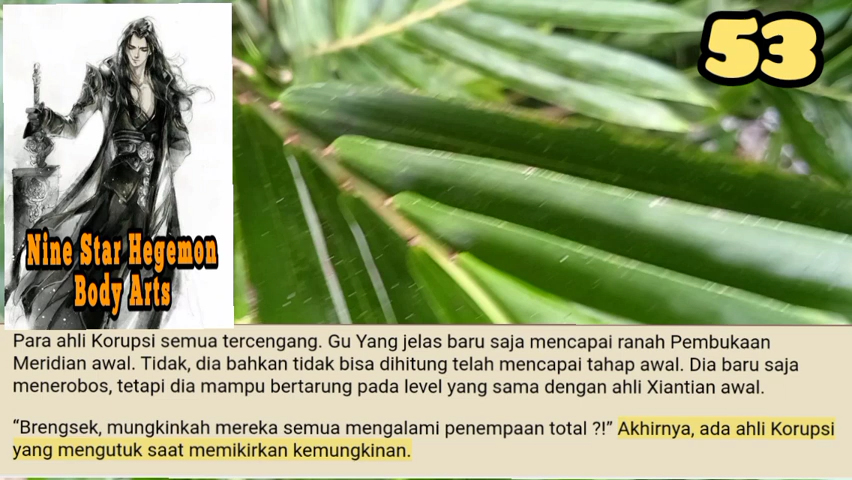 53
Nine Star Hegemon
Body Arts
Para ahli Korupsi semua tercengang. Gu Yang jelas baru saja mencapai ranah Pembukaan
Meridian awal. Tidak, dia bahkan tidak bisa dihitung telah mencapai tahap awal. Dia baru saja
menerobos, tetapi dia mampu bertarung pada level yang sama dengan ahli Xiantian awal.
“Brengsek, mungkinkah mereka semua mengalami penempaan total ?!” Akhirnya, ada ahli Korupsi
yang mengutuk saat memikirkan kemungkinan.